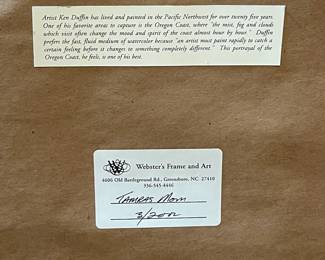 Artist Ken Duffin has lived and painted in the Pacific Northwest for over twenty five years.
One of his favorite areas to capture is the Oregon Coast, where "the mist, fog and clouds
which visit often change the mood and spirit of the coast almost hour by hour." Duffin
prefers the fast, fluid medium of watercolor because "an artist must paint rapidly to catch a
certain feeling before it changes to something completely different." This portrayal of the
Oregon Coast, he feels, is one of his best.
Webster's Frame and Art
4606 Old Battleground Rd., Greensboro, NC 27410
336-545-4446
Tamras Mom
3/2002